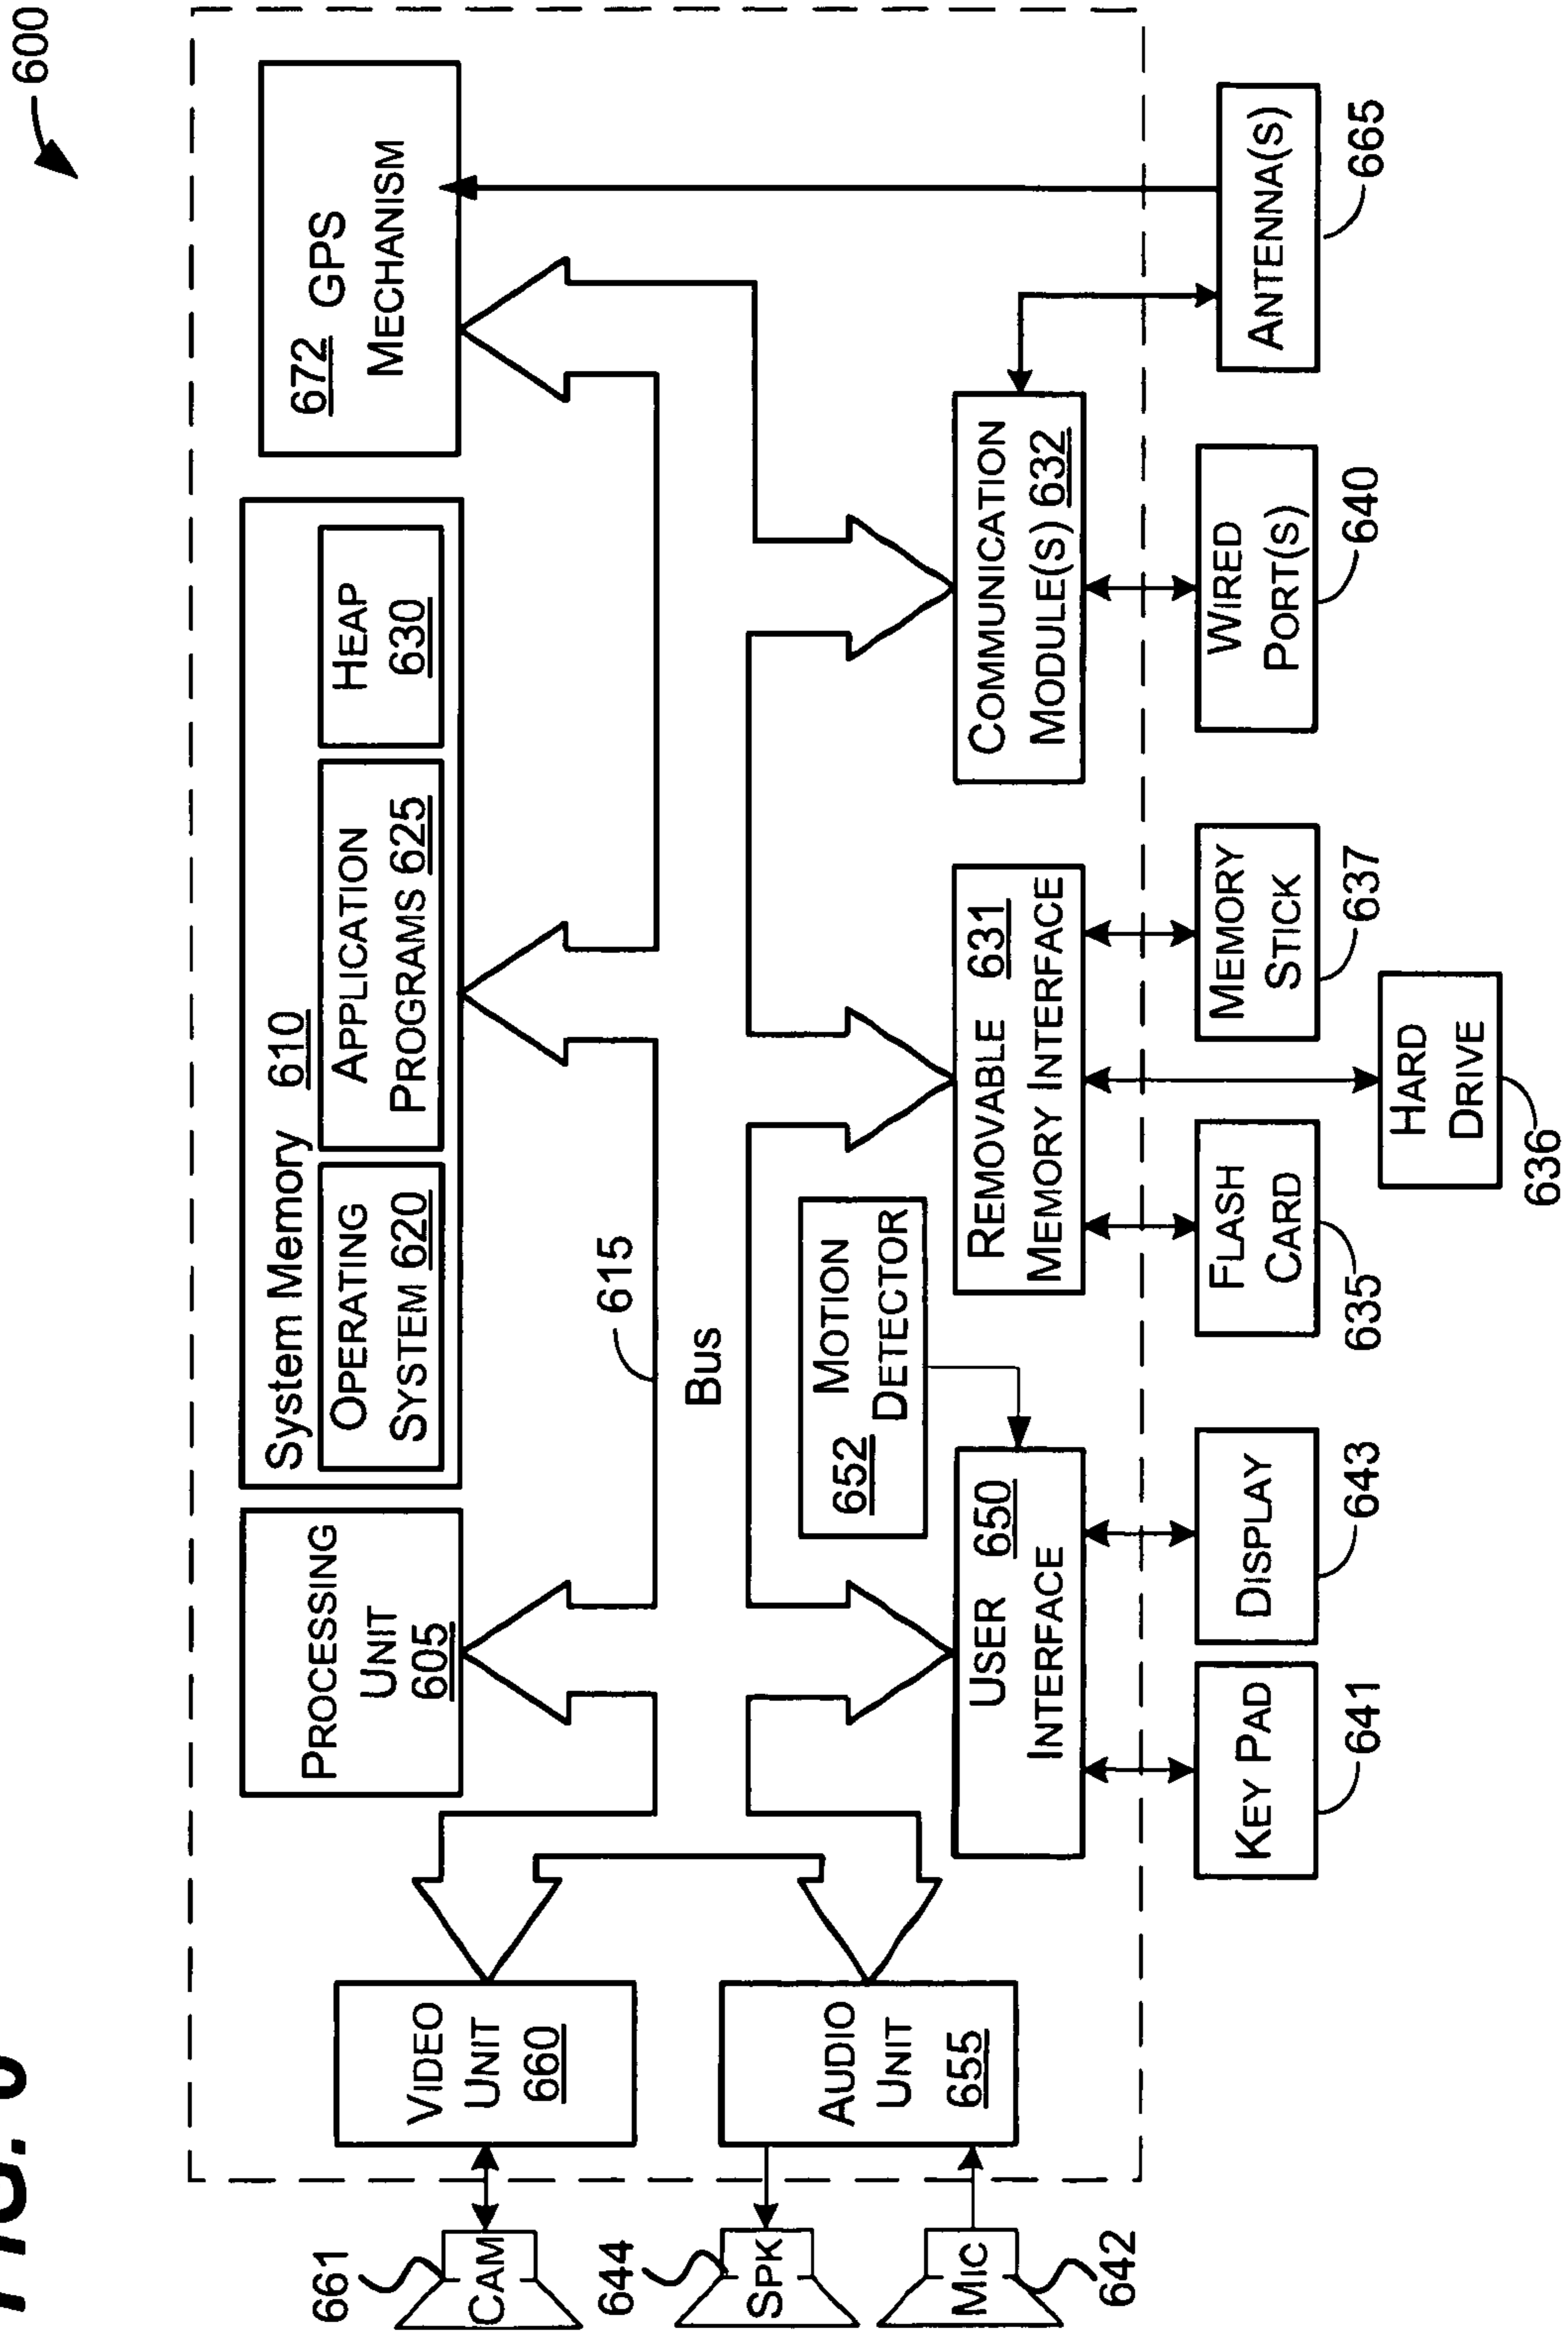 600
672 GPS
MECHANISM
System Memory 610
OPERATING
SYSTEM 620
APPLICATION
PROGRAMS 625
HEAP
630
PROCESSING
UNIT
605
615
Bus
VIDEO
UNIT
660
AUDIO
UNIT
655
MOTION
652 DETECTOR
USER 650
INTERFACE
REMOVABLE 631
MEMORY INTERFACE
COMMUNICATION
MODULE(S) 632
661
CAM
644
SPK
MIC
642
KEY PAD
641
DISPLAY
643
FLASH
CARD
635
HARD
DRIVE
636
MEMORY
STICK
637
WIRED
PORT(S)
640
ANTENNA(S)
665